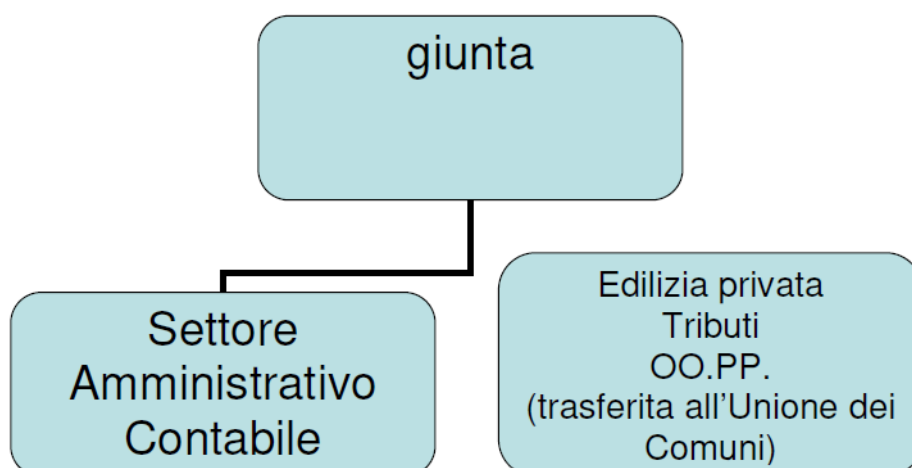 giunta
Settore
Amministrativo
Contabile
Edilizia privata
Tributi
OO.PP.
(trasferita all'Unione dei
Comuni)